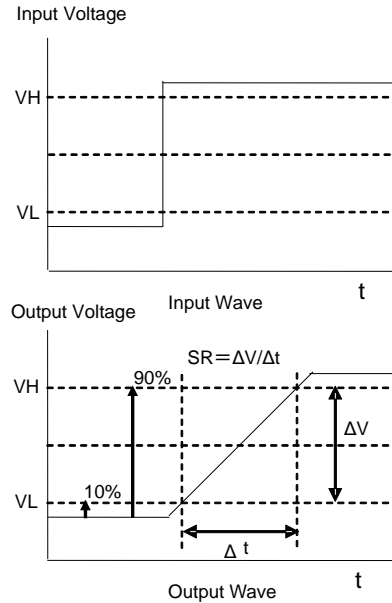 Input Voltage
VH
VL
t
Input Wave
Output Voltage
SR=ΔV/Δt
VH
90%
ΔV
VL
10%
Δ t
t
Output Wave